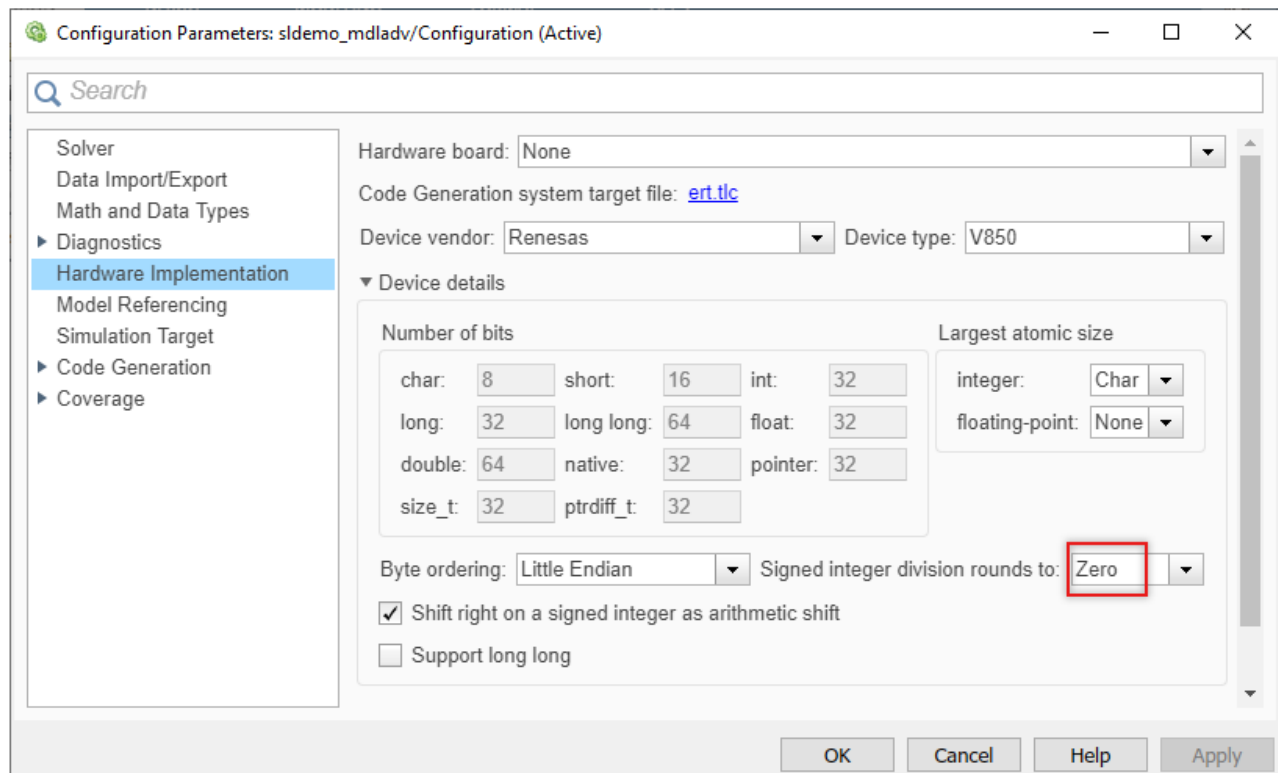 Configuration Parameters: sldemo_mdladv/Configuration (Active)
Search
Solver
Data Import/Export
Math and Data Types
Diagnostics
Hardware Implementation
Model Referencing
Simulation Target
Code Generation
Coverage
Hardware board: None
Code Generation system target file: ert.tlc
Device vendor: Renesas Device type: V850
Device details
Number of bits Largest atomic size
char: 8 short: 16 int: 32 integer: Char
long: 32 long long: 64 float: 32 floating-point: None
double: 64 native: 32 pointer: 32
size_t: 32 ptrdiff_t: 32
Byte ordering: Little Endian Signed integer division rounds to: Zero
Shift right on a signed integer as arithmetic shift
Support long long
OK Cancel Help Apply